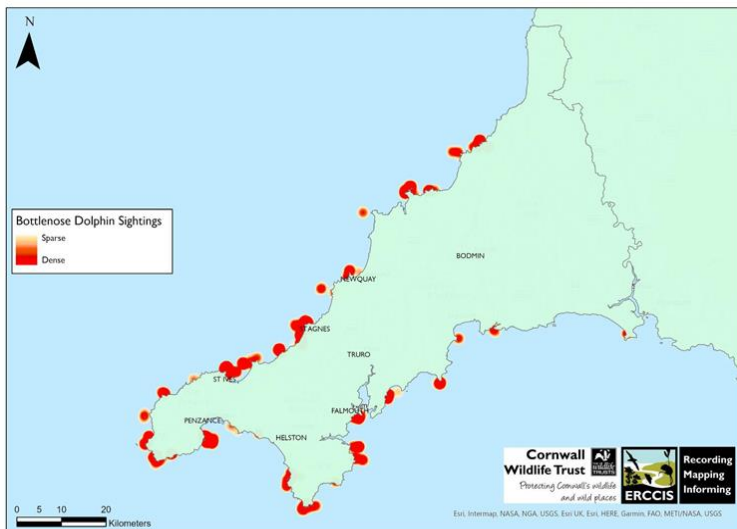 N
Bottlenose Dolphin Sightings
Sparse
Dense
BODMIN
NEWQUAY
ST AGNES
TRURO
ST IVES
FALMOUTH
PENZANCE
HELSTON
0 5 10 20
Kilometers
Cornwall
Wildlife Trust
Protecting Cornwall's wildlife
and wild places
ERCCIS
Recording
Mapping
Informing
Esri, Intermap, NASA, NGA, USGS, Esri UK, Esri, HERE, Garmin, FAO, METI/NASA, USGS